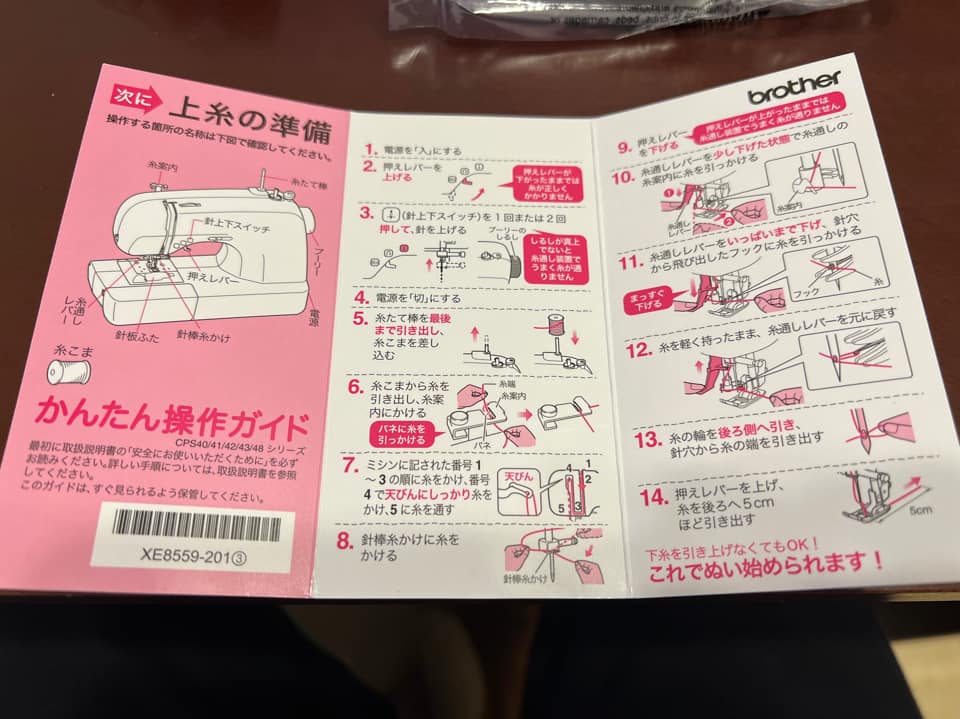 次に
上糸の準備
操作する箇所の名称は下図で確認してください。
糸案内
糸たて棒
針上下スイッチ
プーリー
押えレバー
糸通し
レバー
電源
針板ふた
針棒糸かけ
糸こま
かんたん操作ガイド
CPS40/41/42/43/48 シリーズ
最初に取扱説明書の「安全にお使いいただくために」を必ず
お読みください。詳しい手順については、取扱説明書を参照
してください。
このガイドは、すぐ見られるよう保管してください。
XE8559-201③
1. 電源を「入」にする
2. 押えレバーを
上げる
押えレバーが
下がったままでは
糸が正しく
かかりません
3. (針上下スイッチ)を1回または2回
押して、針を上げる
プーリーの
しるし
しるしが真上
でないと
糸通し装置で
うまく糸が通り
ません
4. 電源を「切」にする
5. 糸たて棒を最後
まで引き出し、
糸こまを差し
込む
6. 糸こまから糸を
引き出し、糸案
内にかける
バネに糸を
引っかける
糸端
糸案内
バネ
7. ミシンに記された番号1
～3の順に糸をかけ、番号
4で天びんにしっかり糸を
かけ、5に糸を通す
天びん
4
1
2
5
3
8. 針棒糸かけに糸を
かける
針棒糸かけ
brother
9. 押えレバー
を下げる
押えレバーが上がったままでは
糸通し装置でうまく糸が通りません
10. 糸通しレバーを少し下げた状態で糸通しの
糸案内に糸を引っかける
1
2
糸通し
レバー
糸案内
11. 糸通しレバーをいっぱいまで下げ、針穴
から飛び出したフックに糸を引っかける
まっすぐ
下げる
フック
糸
12. 糸を軽く持ったまま、糸通しレバーを元に戻す
13. 糸の輪を後ろ側へ引き、
針穴から糸の端を引き出す
14. 押えレバーを上げ、
糸を後ろへ5cm
ほど引き出す
5cm
下糸を引き上げなくてもOK！
これでぬい始められます！